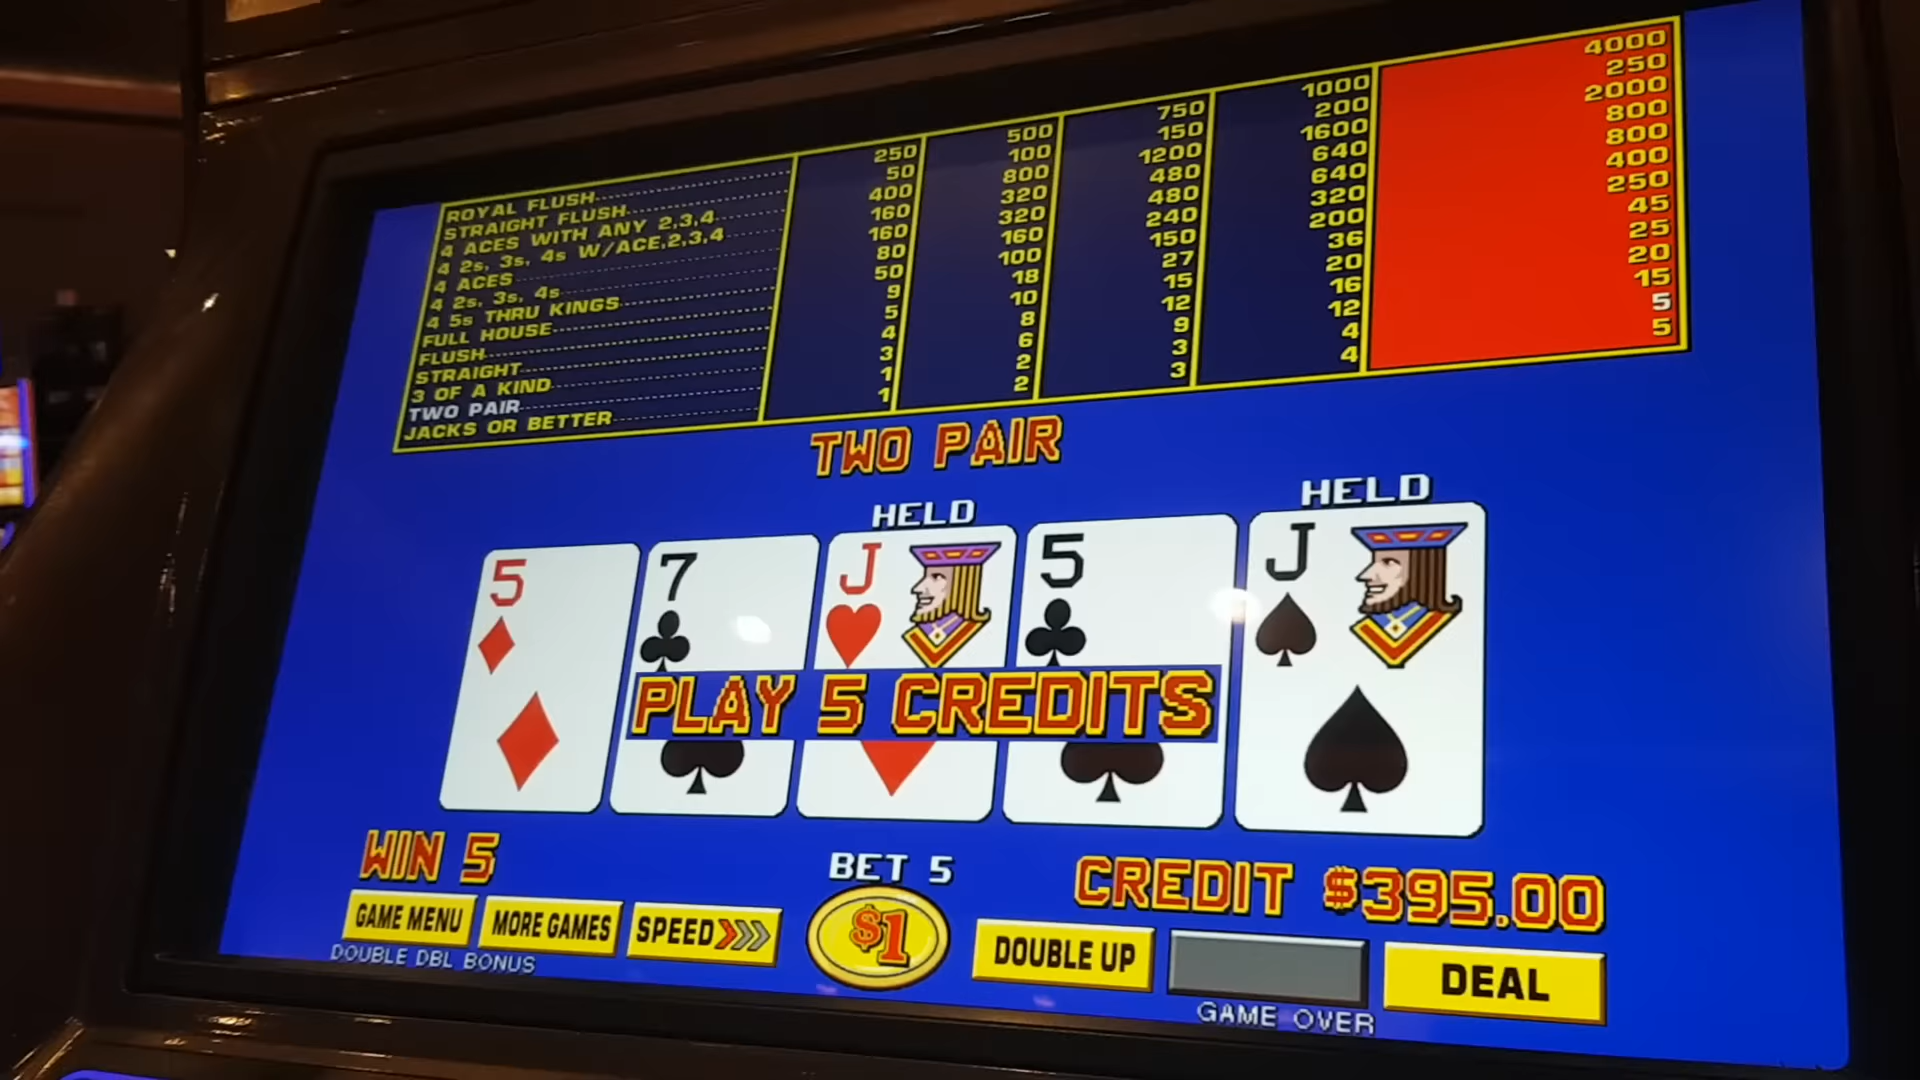 ROYAL FLUSH 250 500 750 1000 4000
STRAIGHT FLUSH 50 100 150 200 250
4 ACES WITH ANY 2,3,4 400 800 1200 1600 2000
4 2s, 3s, 4s W/ACE,2,3,4 160 320 480 640 800
4 ACES 160 320 480 640 800
4 2s, 3s, 4s 80 160 240 320 400
4 5s THRU KINGS 50 100 150 200 250
FULL HOUSE 9 18 27 36 45
FLUSH 5 10 15 20 25
STRAIGHT 4 8 12 16 20
3 OF A KIND 3 6 9 12 15
TWO PAIR 1 2 3 4 5
JACKS OR BETTER 1 2 3 4 5
TWO PAIR
HELD HELD
5 7 J 5 J
PLAY 5 CREDITS
WIN 5 BET 5 CREDIT $395.00
GAME MENU MORE GAMES SPEED $1 DOUBLE UP DEAL
DOUBLE DBL BONUS GAME OVER